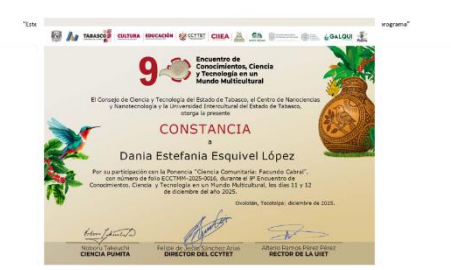 "Este
rograma"
TABASCO
CULTURA
EDUCACIÓN
CCYTET
CIIEA
GALQUI
9°
Encuentro de
Conocimientos, Ciencia
y Tecnología en un
Mundo Multicultural
El Consejo de Ciencia y Tecnología del Estado de Tabasco, el Centro de Nanociencias
y Nanotecnología y la Universidad Intercultural del Estado de Tabasco,
otorga la presente
CONSTANCIA
a
Dania Estefania Esquivel López
Por su participación con la Ponencia "Ciencia Comunitaria: Facundo Cabral",
con número de folio ECCTMM-2025-0016, durante el 9º Encuentro de
Conocimientos, Ciencia y Tecnología en un Mundo Multicultural, los días 11 y 12
de diciembre del año 2025.
Oxolotán, Tacotalpa; diciembre de 2025.
Noboru Takeuchi
CIENCIA PUMITA
Felipe de Jesús Sánchez Arias
DIRECTOR DEL CCYTET
Alterio Ramos Pérez Pérez
RECTOR DE LA UIET